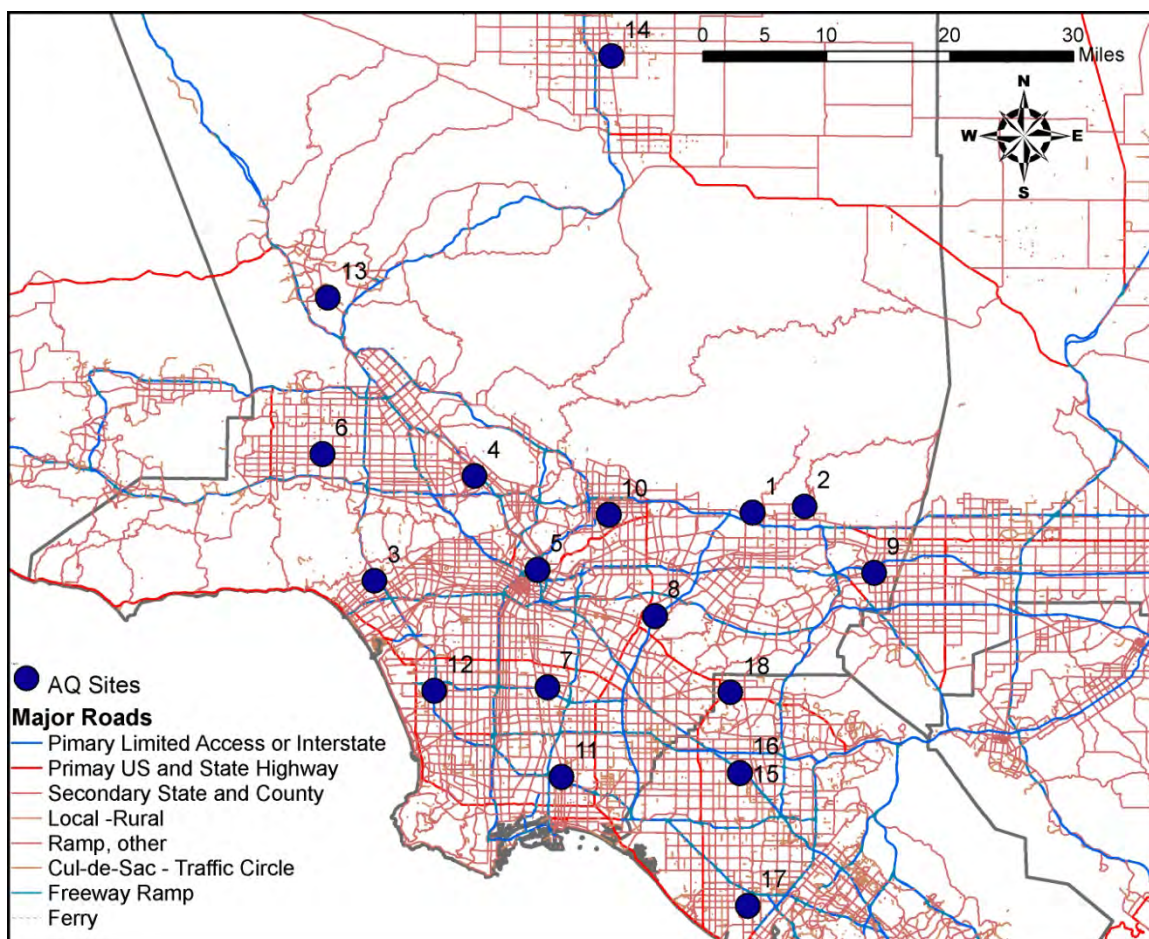 14
0 5 10 20 30
Miles
N
W E
S
13
6
4
10
1
2
3
5
9
8
12
7
18
11
16
15
17
AQ Sites
Major Roads
Pimary Limited Access or Interstate
Primay US and State Highway
Secondary State and County
Local -Rural
Ramp, other
Cul-de-Sac - Traffic Circle
Freeway Ramp
Ferry